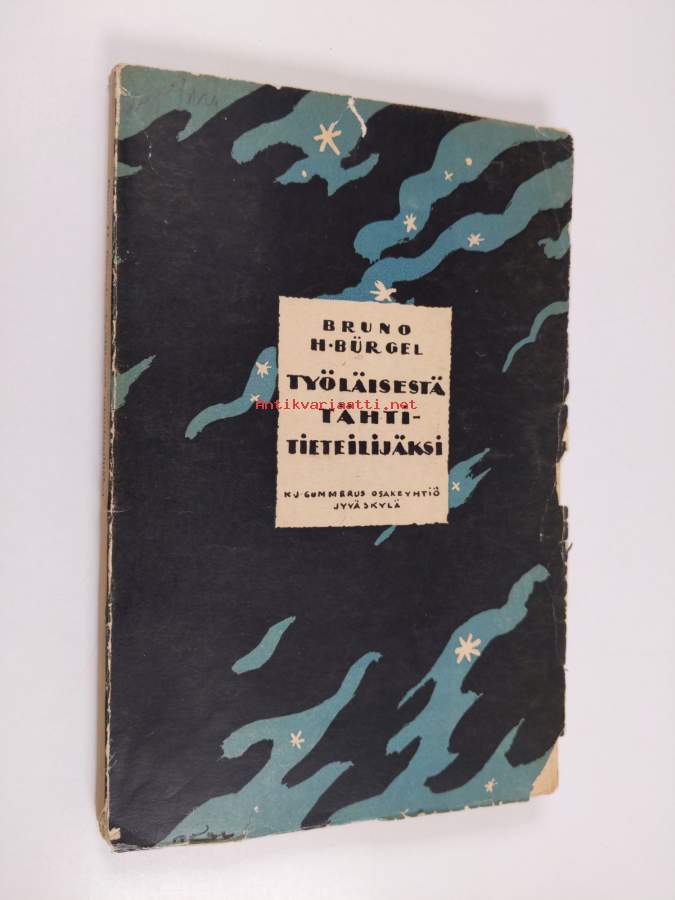 BRUNO
H. BÜRGEL
TYÖLÄISESTÄ
Antikvariaatti.net
TÄHTI-
TIETEILIJÄKSI
K.J. GUMMERUS OSAKEYHTIÖ
JYVÄSKYLÄ